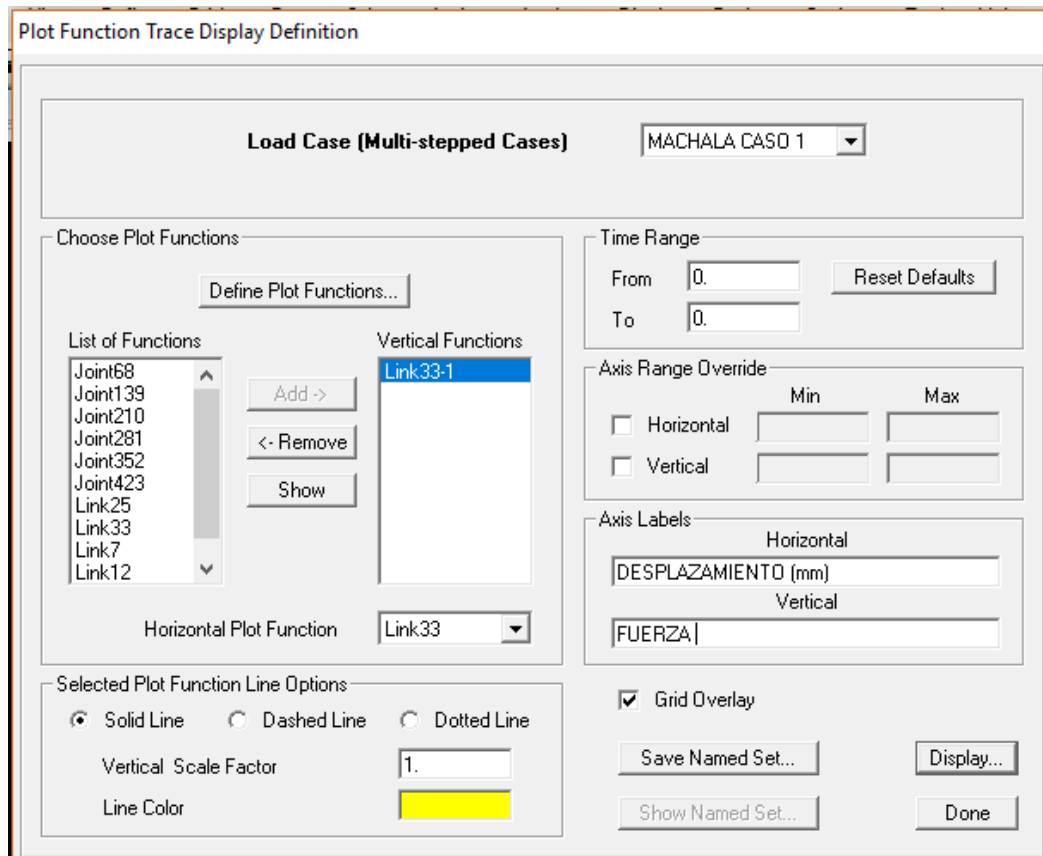 Plot Function Trace Display Definition
Load Case (Multi-stepped Cases) MACHALA CASO 1
Choose Plot Functions
Define Plot Functions...
List of Functions Vertical Functions
Joint68
Joint139
Joint210
Joint281
Joint352
Joint423
Link25
Link33
Link7
Link12
Add ->
<- Remove
Show
Link33-1
Horizontal Plot Function Link33
Time Range
From 0.
To 0.
Reset Defaults
Axis Range Override
Min Max
Horizontal
Vertical
Axis Labels
Horizontal
DESPLAZAMIENTO (mm)
Vertical
FUERZA
Selected Plot Function Line Options
Solid Line Dashed Line Dotted Line
Vertical Scale Factor 1.
Line Color
Grid Overlay
Save Named Set... Display...
Show Named Set... Done